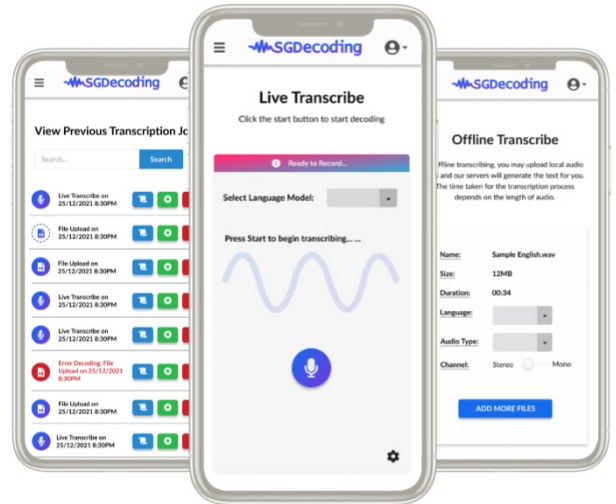 SGDecoding
View Previous Transcription Jo
Search...
Search
Live Transcribe on
25/12/2021 8:30PM
File Upload on
25/12/2021 8:30PM
File Upload on
25/12/2021 8:30PM
Live Transcribe on
25/12/2021 8:30PM
Live Transcribe on
25/12/2021 8:30PM
Error Decoding: File
Upload on 25/12/2021
8:30PM
File Upload on
25/12/2021 8:30PM
Live Transcribe on
25/12/2021 8:30PM
SGDecoding
Live Transcribe
Click the start button to start decoding
Ready to Record...
Select Language Model:
Press Start to begin transcribing... ...
SGDecoding
Offline Transcribe
ffline transcribing, you may upload local audio
and our servers will generate the text for you.
The time taken for the transcription process
depends on the length of audio.
Name: Sample English.wav
Size: 12MB
Duration: 00:34
Language:
Audio Type:
Channel: Stereo Mono
ADD MORE FILES